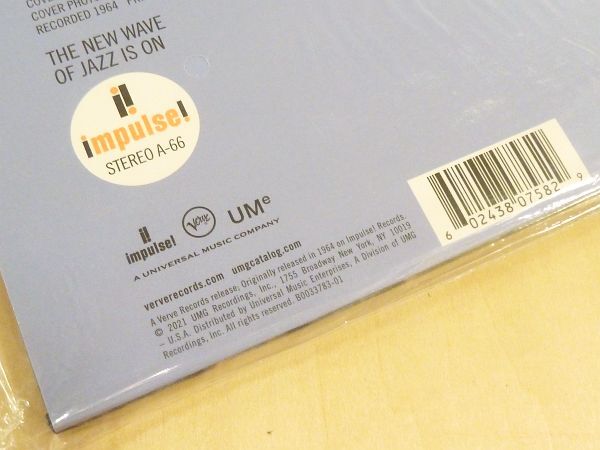 COVER PHOTO
RECORDED 1964
THE NEW WAVE
OF JAZZ IS ON
impulse!
STEREO A-66
impulse!
Verve
UMe
A UNIVERSAL MUSIC COMPANY
ververecords.com umgcatalog.com
A Verve Records release; Originally released in 1964 on Impulse! Records.
© 2021 UMG Recordings, Inc., 1755 Broadway New York, NY 10019
– U.S.A. Distributed by Universal Music Enterprises, A Division of UMG
Recordings, Inc. All rights reserved. B0033783-01
6 02438 07582 9